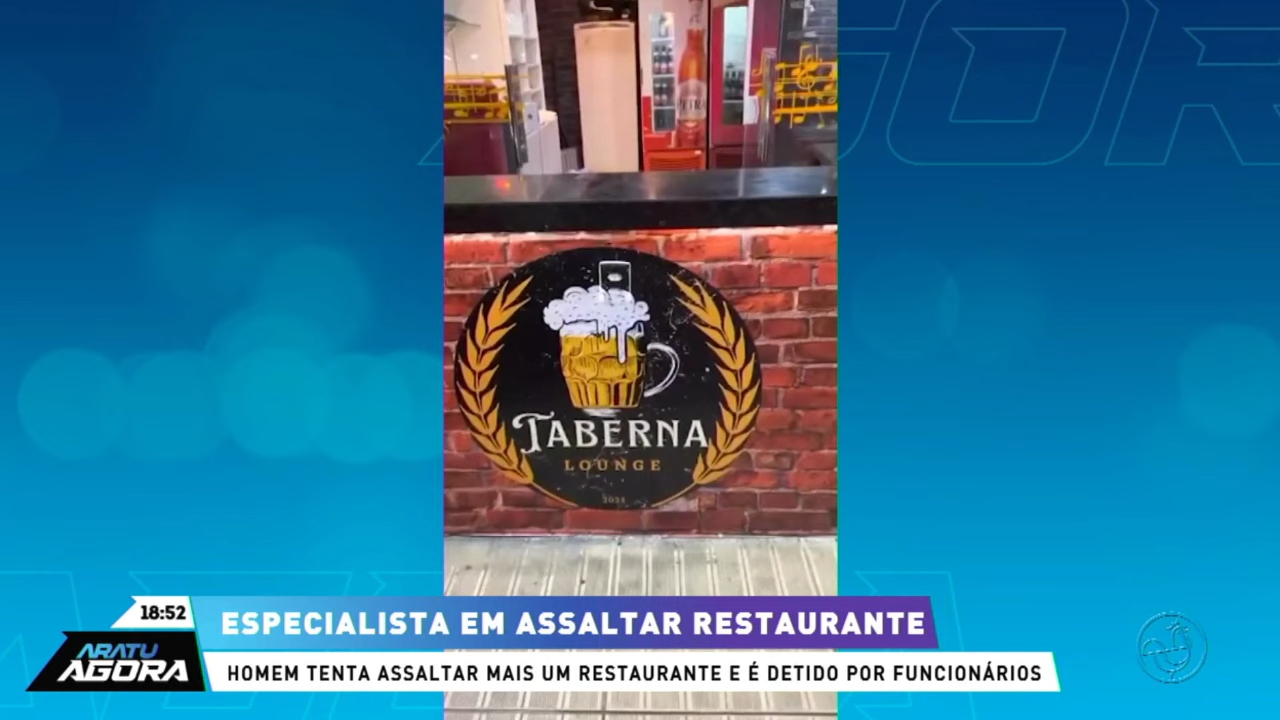 TABERNA
LOUNGE
18:52
ESPECIALISTA EM ASSALTAR RESTAURANTE
ARATU
AGORA
HOMEM TENTA ASSALTAR MAIS UM RESTAURANTE E É DETIDO POR FUNCIONÁRIOS